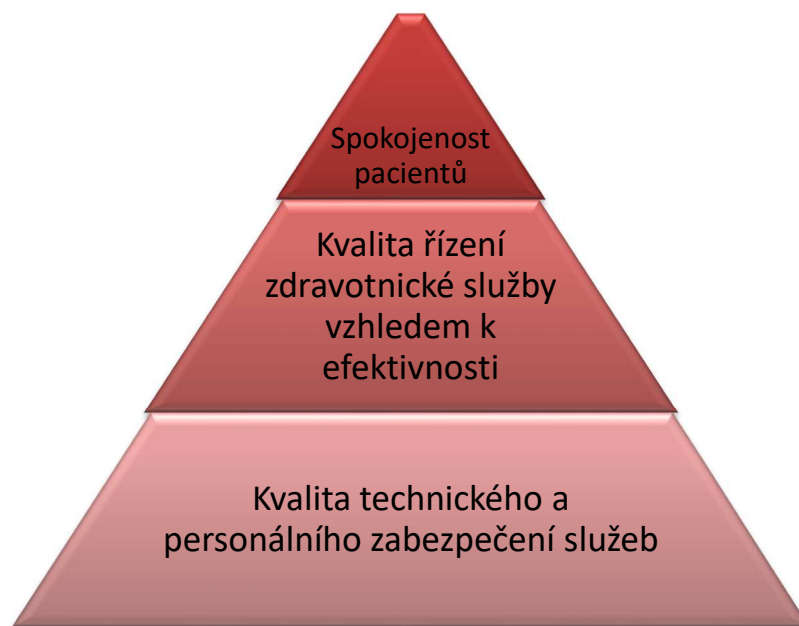 Spokojenost
pacientů
Kvalita řízení
zdravotnické služby
vzhledem k
efektivnosti
Kvalita technického a
personálního zabezpečení služeb